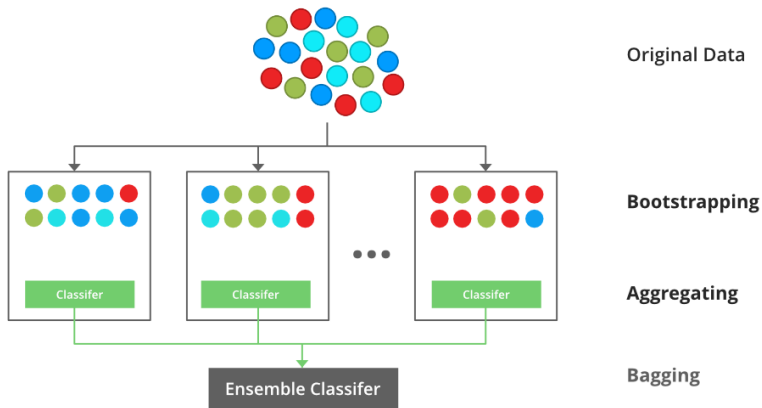 Original Data
Bootstrapping
Classifer
Classifer
Classifer
Aggregating
Ensemble Classifer
Bagging